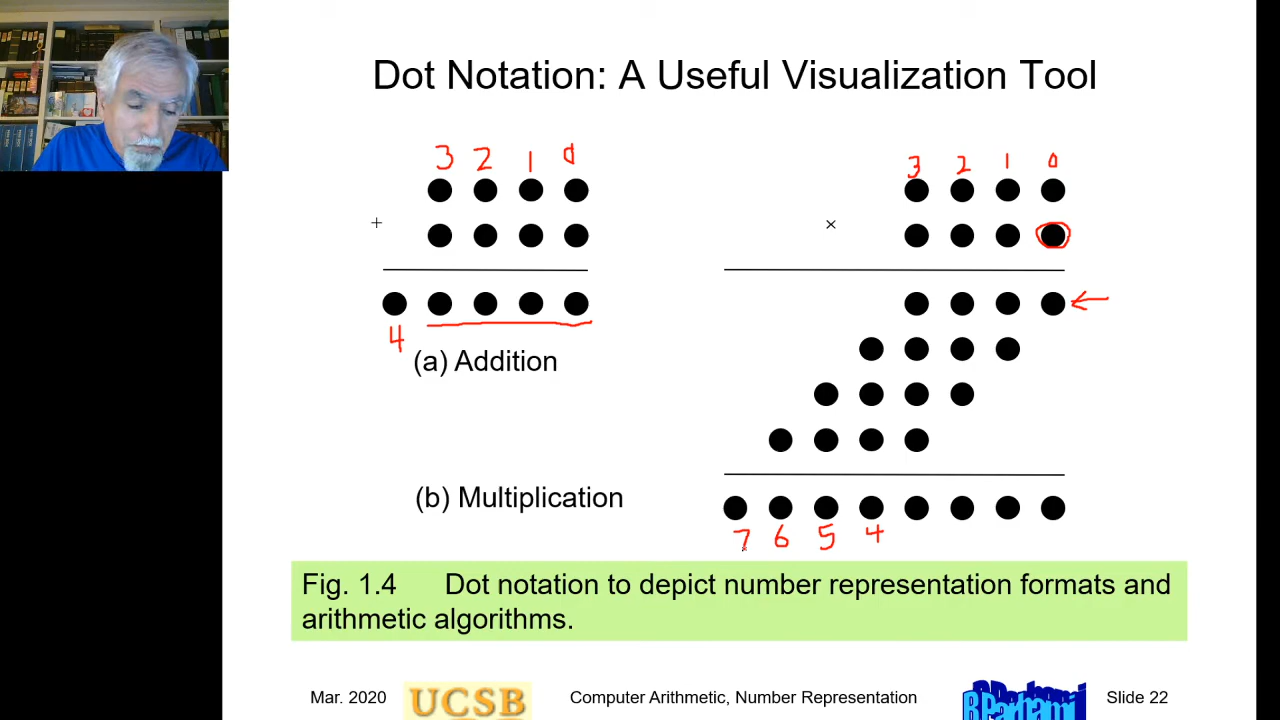 Dot Notation: A Useful Visualization Tool
3 2 1 0
+
4
(a) Addition
3 2 1 0
×
(b) Multiplication
7 6 5 4
Fig. 1.4 Dot notation to depict number representation formats and
arithmetic algorithms.
Mar. 2020
UCSB
Computer Arithmetic, Number Representation
B Parhami
Slide 22